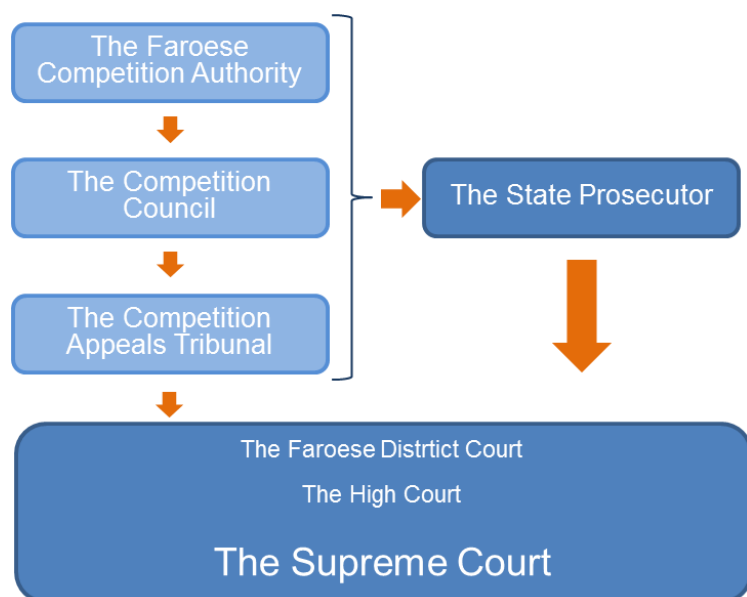 The Faroese
Competition Authority
The Competition
Council
The Competition
Appeals Tribunal
The State Prosecutor
The Faroese Distrtict Court
The High Court
The Supreme Court